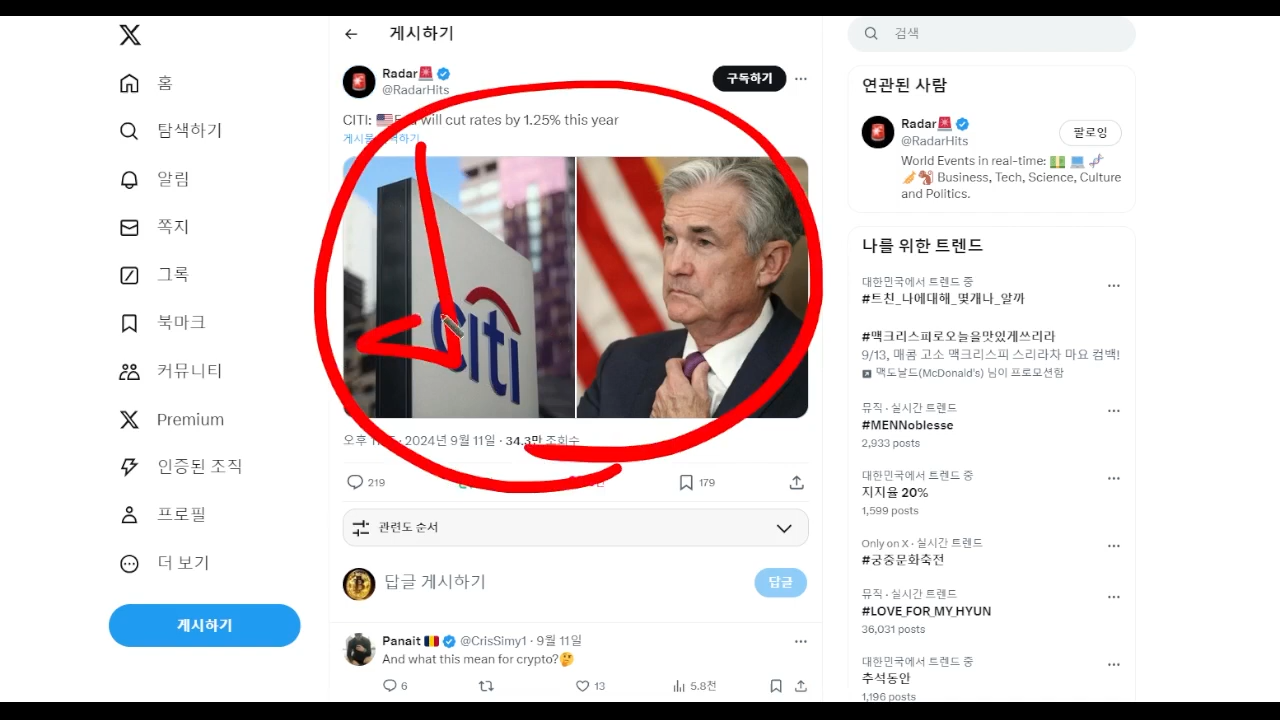 홈
탐색하기
알림
쪽지
그록
북마크
커뮤니티
Premium
인증된 조직
프로필
더 보기
게시하기
게시하기
Radar🚨
@RadarHits
구독하기
CITI: 🇺🇸 will cut rates by 1.25% this year
citi
2024년 9월 11일 · 34.3만 조회수
219
179
관련도 순서
답글 게시하기
답글
Panait 🇷🇴 @CrisSimy1 · 9월 11일
And what this mean for crypto?🤔
6
13
5.8천
검색
연관된 사람
Radar🚨
@RadarHits
팔로잉
World Events in real-time: 💵 💻 🧬
Business, Tech, Science, Culture
and Politics.
나를 위한 트렌드
대한민국에서 트렌드 중
#트친_나에대해_몇개나_알까
#맥크리스피로오늘을맛있게쓰리라
9/13, 매콤 고소 맥크리스피 스리라차 마요 컴백!
맥도날드(McDonald's) 님이 프로모션함
뮤직 · 실시간 트렌드
#MENNoblesse
2,933 posts
대한민국에서 트렌드 중
지지율 20%
1,599 posts
Only on X · 실시간 트렌드
#궁중문화축전
뮤직 · 실시간 트렌드
#LOVE_FOR_MY_HYUN
36,031 posts
대한민국에서 트렌드 중
추석동안
1,196 posts